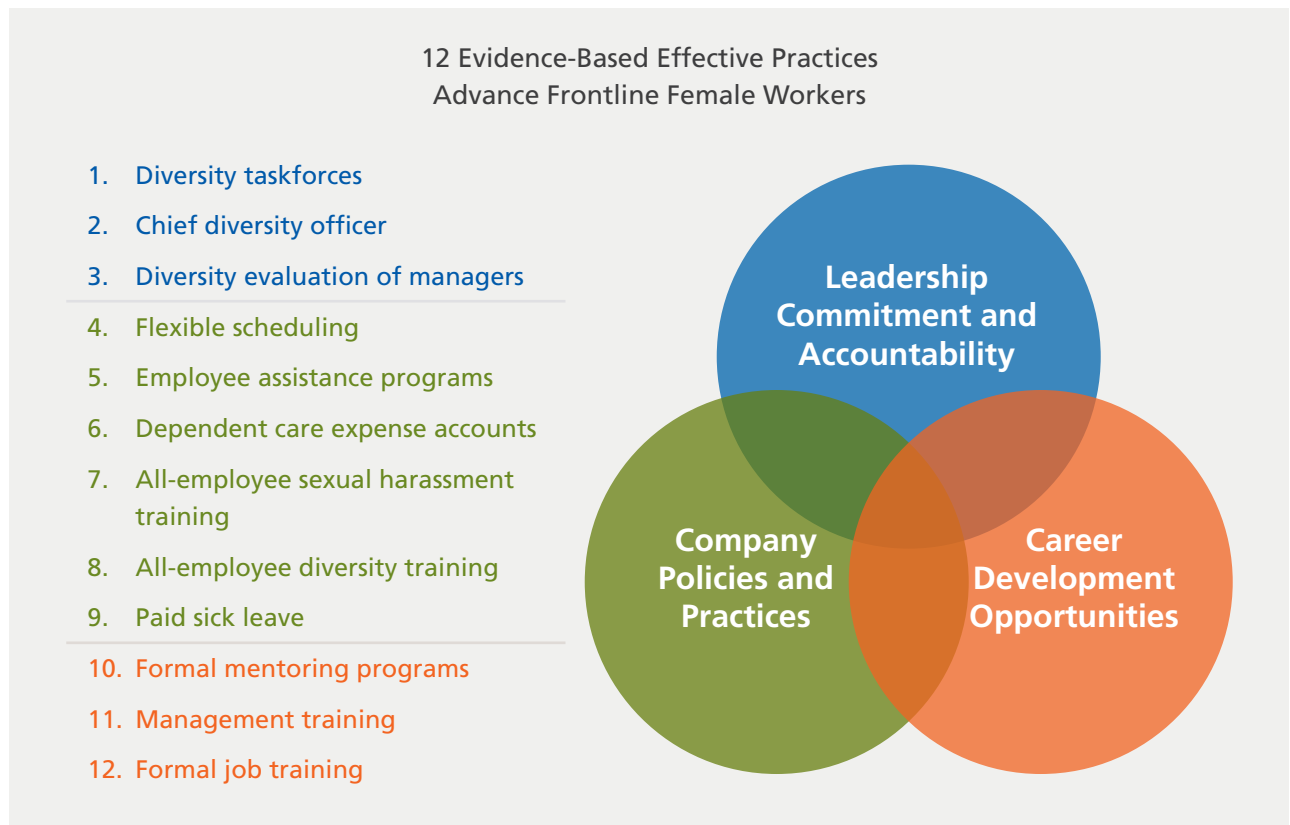 12 Evidence-Based Effective Practices
Advance Frontline Female Workers
1. Diversity taskforces
2. Chief diversity officer
3. Diversity evaluation of managers
4. Flexible scheduling
5. Employee assistance programs
6. Dependent care expense accounts
7. All-employee sexual harassment
training
8. All-employee diversity training
9. Paid sick leave
10. Formal mentoring programs
11. Management training
12. Formal job training
Leadership
Commitment and
Accountability
Company
Policies and
Practices
Career
Development
Opportunities